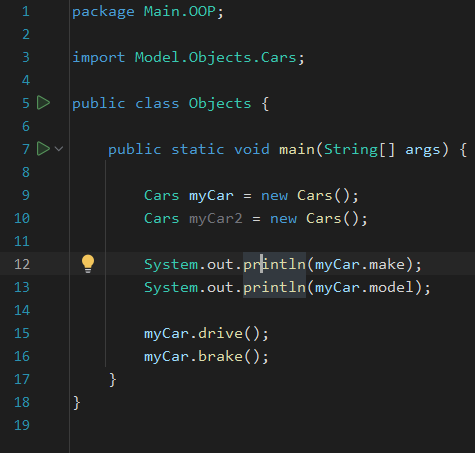 1 package Main.OOP;
2
3 import Model.Objects.Cars;
4
5 public class Objects {
6
7 public static void main(String[] args) {
8
9 Cars myCar = new Cars();
10 Cars myCar2 = new Cars();
11
12 System.out.println(myCar.make);
13 System.out.println(myCar.model);
14
15 myCar.drive();
16 myCar.brake();
17 }
18 }
19